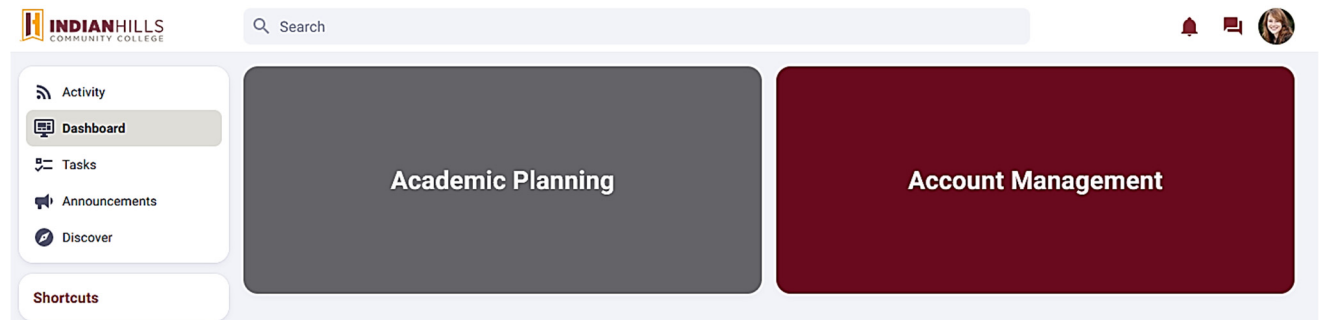 INDIANHILLS
COMMUNITY COLLEGE
Search
Activity
Dashboard
Tasks
Announcements
Discover
Shortcuts
Academic Planning
Account Management